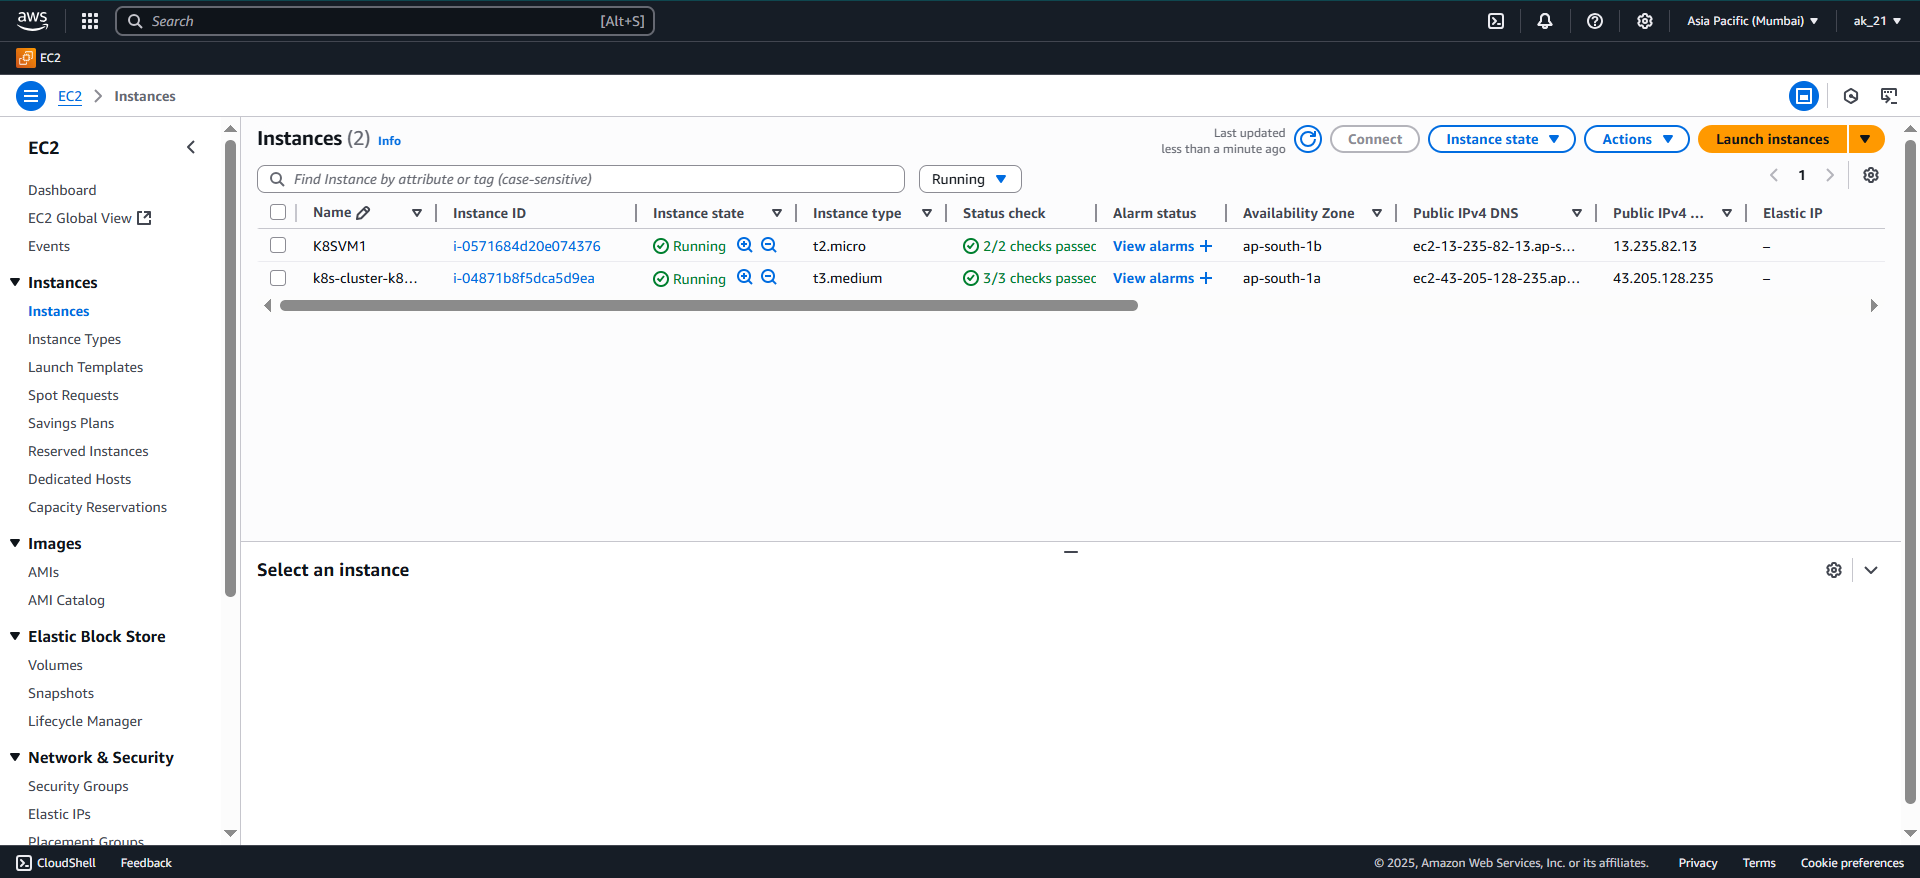 aws
Search [Alt+S]
Asia Pacific (Mumbai)
ak_21
EC2
EC2 Instances
EC2
Dashboard
EC2 Global View
Events
Instances
Instances
Instance Types
Launch Templates
Spot Requests
Savings Plans
Reserved Instances
Dedicated Hosts
Capacity Reservations
Images
AMIs
AMI Catalog
Elastic Block Store
Volumes
Snapshots
Lifecycle Manager
Network & Security
Security Groups
Elastic IPs
Placement Groups
Instances (2) Info
Last updated
less than a minute ago
Connect
Instance state
Actions
Launch instances
Find Instance by attribute or tag (case-sensitive)
Running
1
Name Instance ID Instance state Instance type Status check Alarm status Availability Zone Public IPv4 DNS Public IPv4 ... Elastic IP
K8SVM1 i-0571684d20e074376 Running t2.micro 2/2 checks passec View alarms + ap-south-1b ec2-13-235-82-13.ap-s... 13.235.82.13 –
k8s-cluster-k8... i-04871b8f5dca5d9ea Running t3.medium 3/3 checks passec View alarms + ap-south-1a ec2-43-205-128-235.ap... 43.205.128.235 –
Select an instance
CloudShell Feedback
© 2025, Amazon Web Services, Inc. or its affiliates. Privacy Terms Cookie preferences